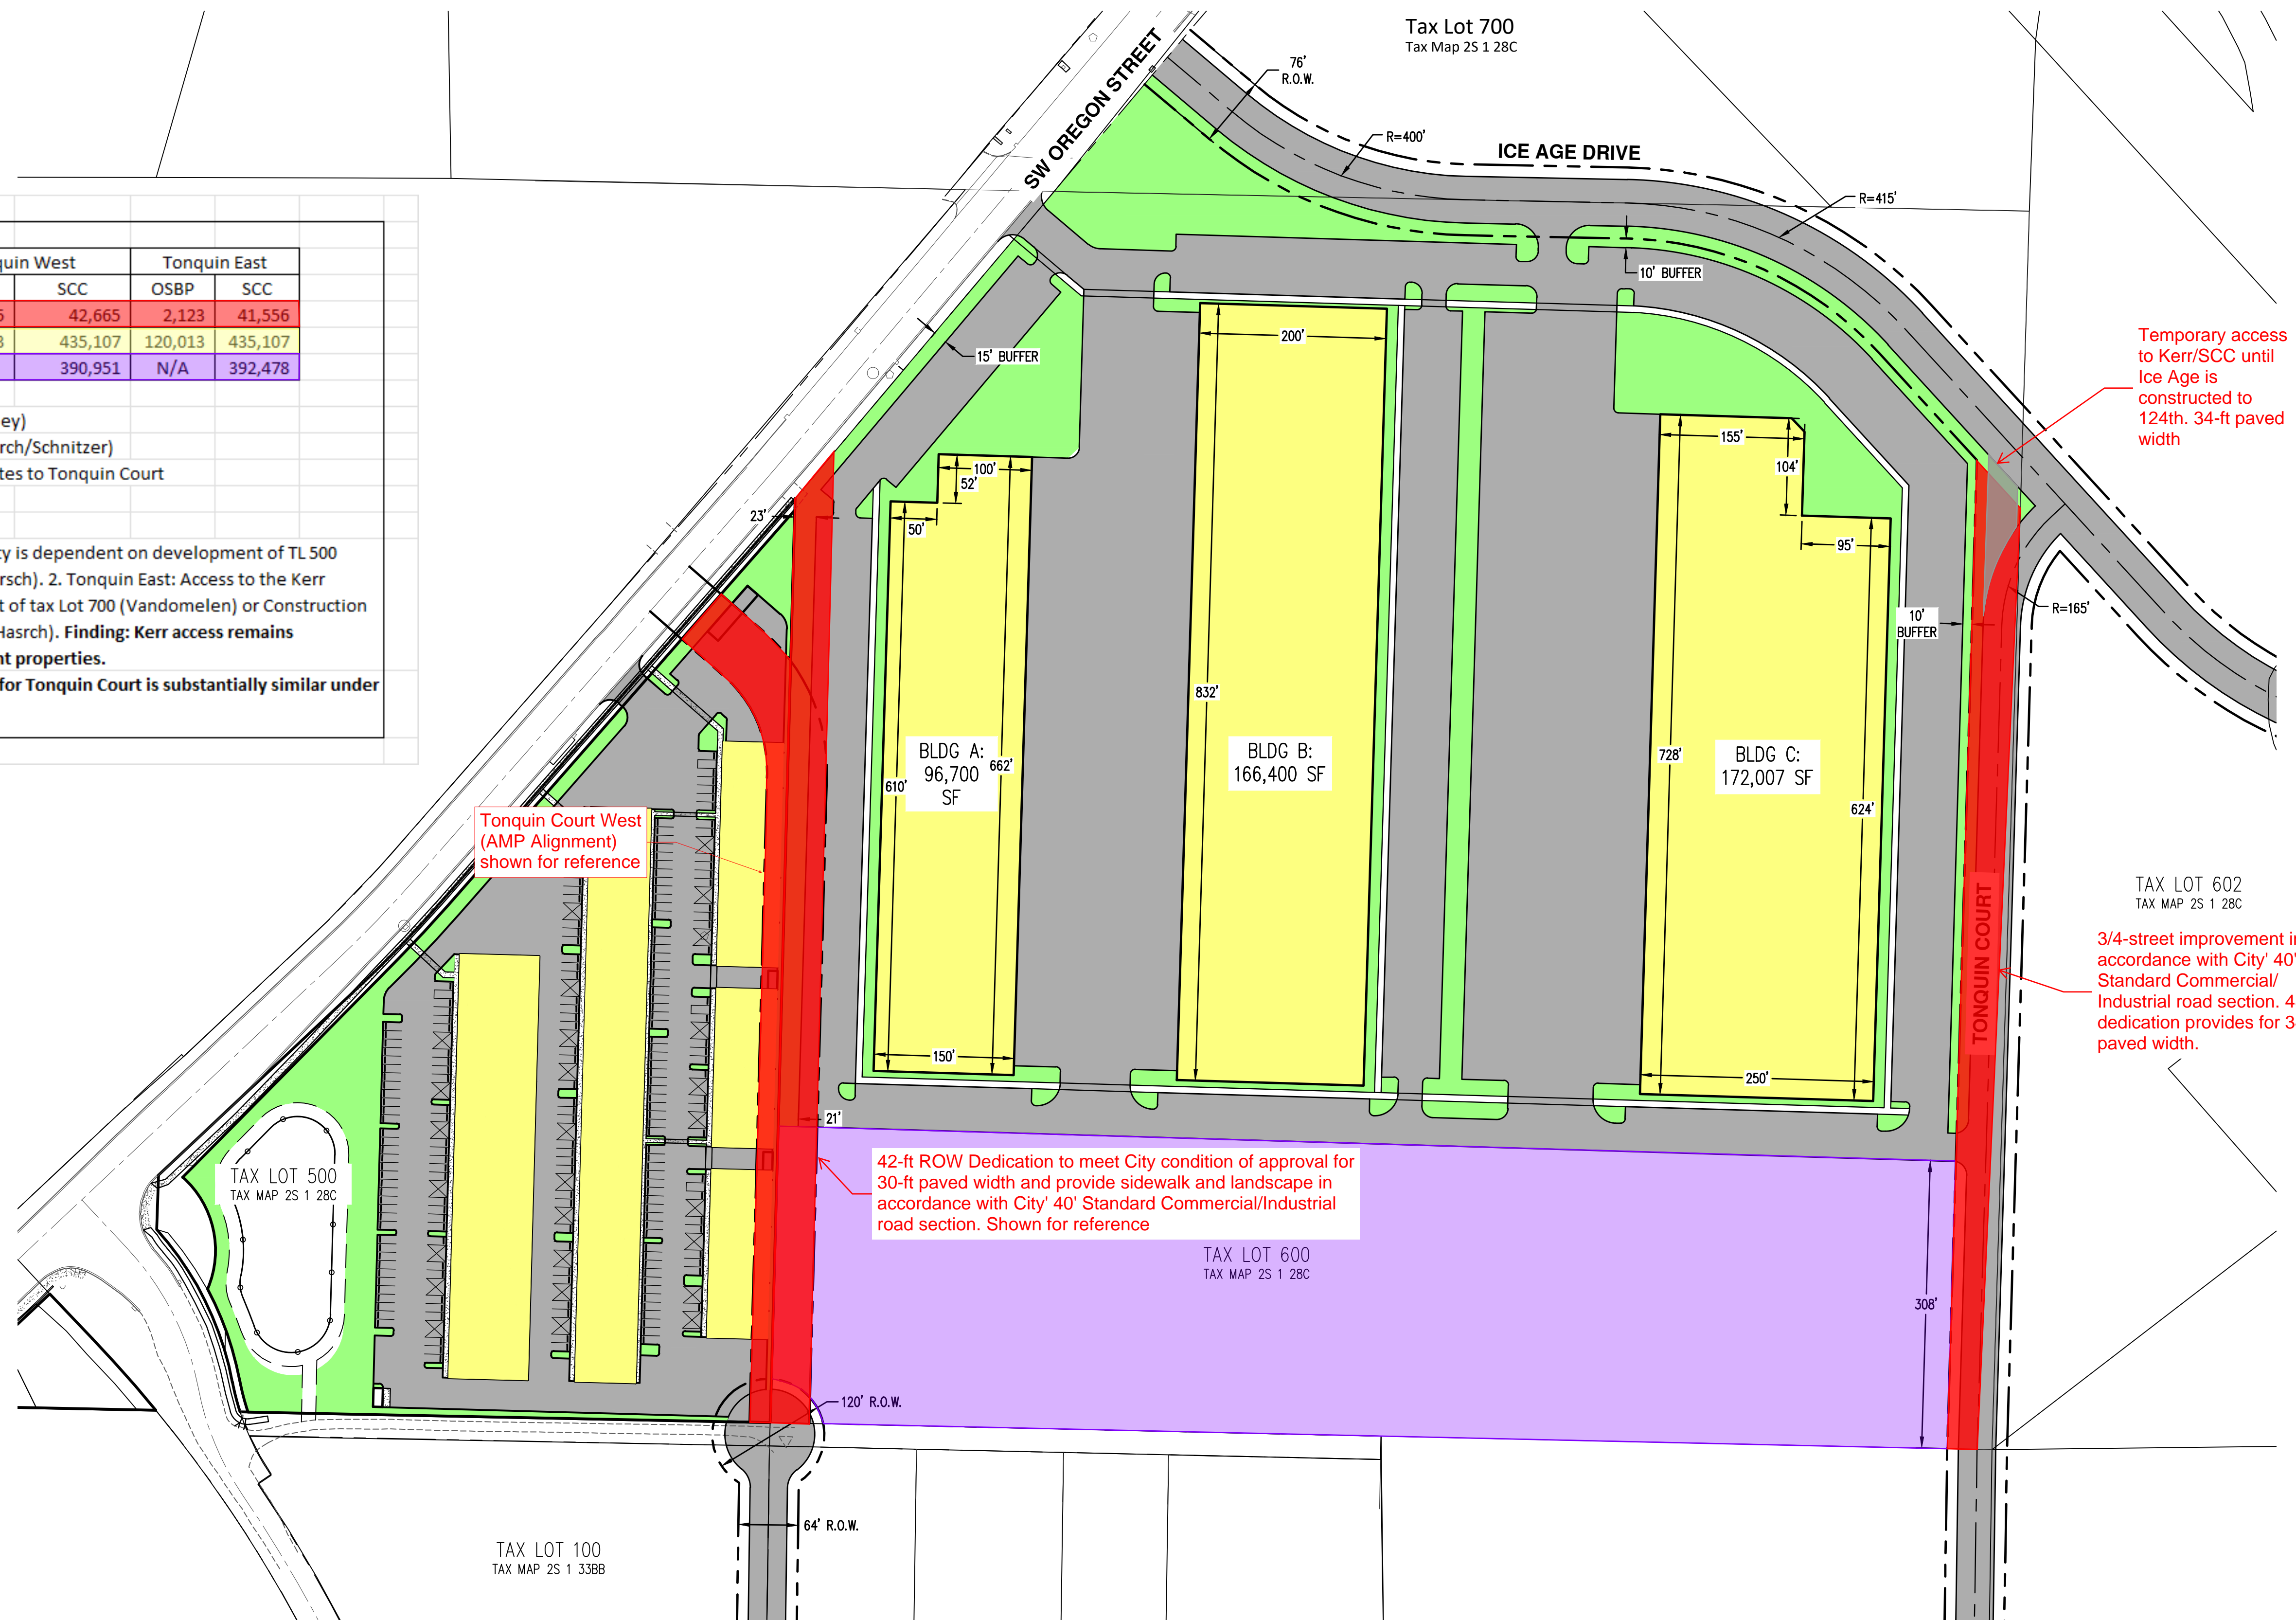 Tax Lot 700
Tax Map 2S 1 28C
SW OREGON STREET
76'
R.O.W.
R=400'
ICE AGE DRIVE
R=415'
10' BUFFER
quin West
Tonquin East
SCC
OSBP
SCC
42,665
2,123
41,556
435,107
120,013
435,107
390,951
N/A
392,478
ey)
rch/Schnitzer)
tes to Tonquin Court
ty is dependent on development of TL 500
rsch). 2. Tonquin East: Access to the Kerr
t of tax Lot 700 (Vandomelen) or Construction
Hasrch). Finding: Kerr access remains
nt properties.
for Tonquin Court is substantially similar under
Temporary access
to Kerr/SCC until
Ice Age is
constructed to
124th. 34-ft paved
width
15' BUFFER
200'
155'
104'
100'
52'
50'
23'
95'
10'
BUFFER
R=165'
832'
BLDG A:
96,700
SF
662'
610'
BLDG B:
166,400 SF
728'
BLDG C:
172,007 SF
624'
Tonquin Court West
(AMP Alignment)
shown for reference
TONQUIN COURT
TAX LOT 602
TAX MAP 2S 1 28C
3/4-street improvement in
accordance with City' 40'
Standard Commercial/
Industrial road section. 4
dedication provides for 3
paved width.
150'
250'
21'
42-ft ROW Dedication to meet City condition of approval for
30-ft paved width and provide sidewalk and landscape in
accordance with City' 40' Standard Commercial/Industrial
road section. Shown for reference
TAX LOT 500
TAX MAP 2S 1 28C
TAX LOT 600
TAX MAP 2S 1 28C
308'
120' R.O.W.
64' R.O.W.
TAX LOT 100
TAX MAP 2S 1 33BB